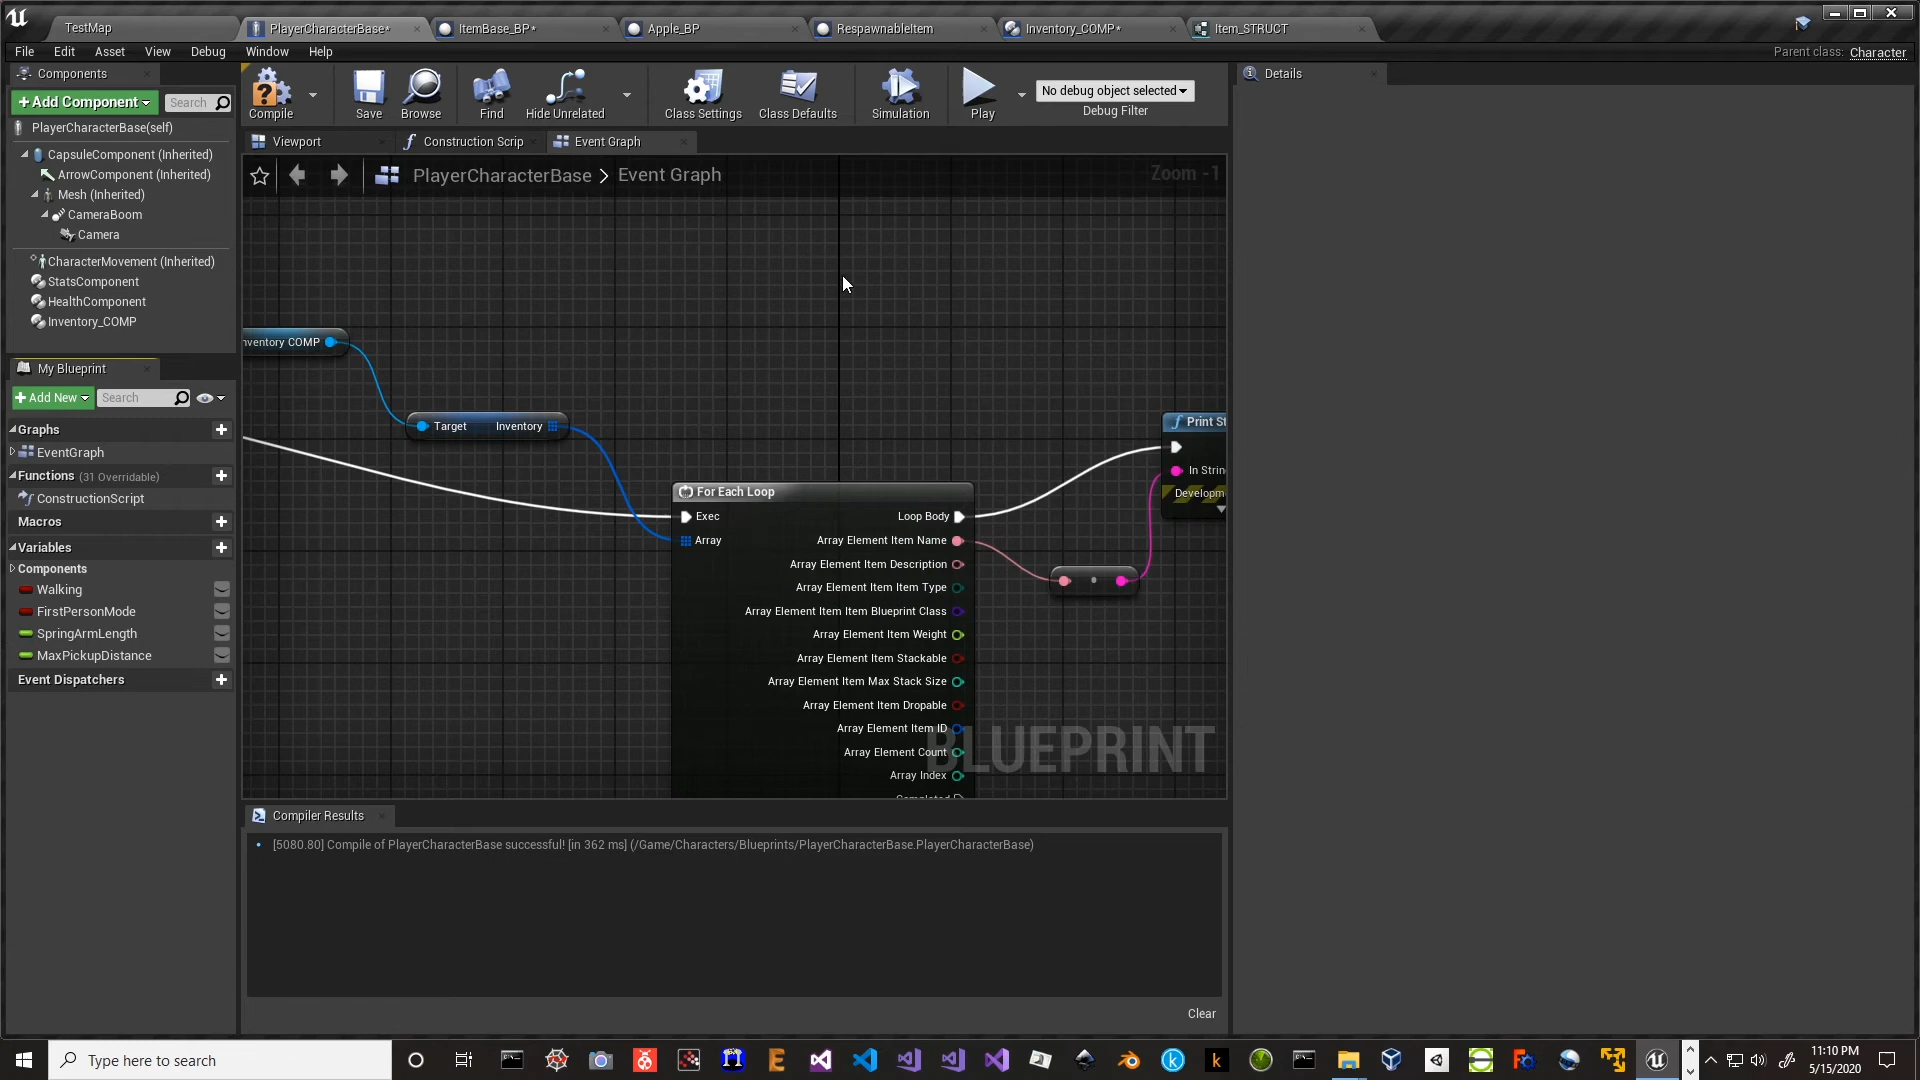 TestMap
PlayerCharacterBase*
ItemBase_BP*
Apple_BP
RespawnableItem
Inventory_COMP*
Item_STRUCT
File Edit Asset View Debug Window Help
Parent class: Character
Components
+Add Component
Search
PlayerCharacterBase(self)
CapsuleComponent (Inherited)
ArrowComponent (Inherited)
Mesh (Inherited)
CameraBoom
Camera
CharacterMovement (Inherited)
StatsComponent
HealthComponent
Inventory_COMP
My Blueprint
+Add New
Search
Graphs
EventGraph
Functions (31 Overridable)
ConstructionScript
Macros
Variables
Components
Walking
FirstPersonMode
SpringArmLength
MaxPickupDistance
Event Dispatchers
Compile
Save
Browse
Find
Hide Unrelated
Class Settings
Class Defaults
Simulation
Play
No debug object selected
Debug Filter
Viewport
Construction Scrip
Event Graph
PlayerCharacterBase > Event Graph
Zoom -1
nventory COMP
Target Inventory
For Each Loop
Exec Loop Body
Array Array Element Item Name
Array Element Item Description
Array Element Item Item Type
Array Element Item Item Blueprint Class
Array Element Item Weight
Array Element Item Stackable
Array Element Item Max Stack Size
Array Element Item Dropable
Array Element Item ID
Array Element Count
Array Index
Completed
Print St
In Strin
Developm
BLUEPRINT
Compiler Results
[5080.80] Compile of PlayerCharacterBase successful! [in 362 ms] (/Game/Characters/Blueprints/PlayerCharacterBase.PlayerCharacterBase)
Clear
Details
Type here to search
11:10 PM
5/15/2020